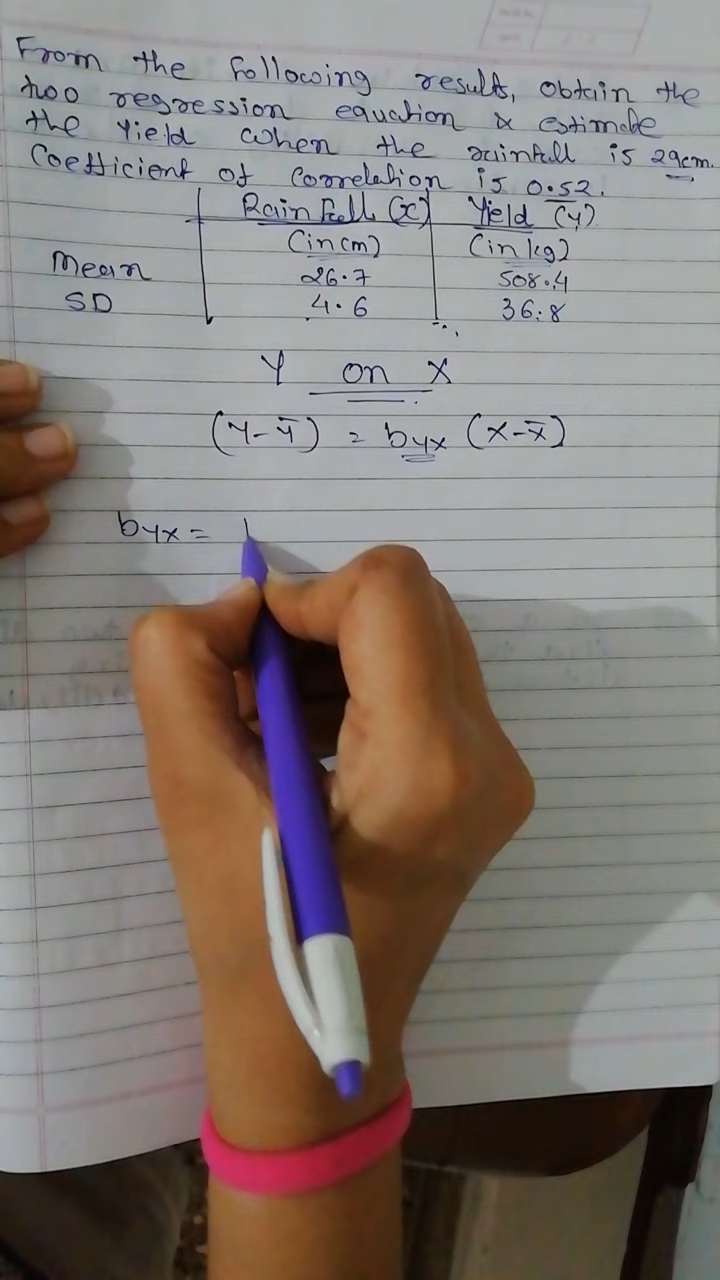 From the following results, obtain the
two regression equation & estimate
the yield when the rainfall is 29cm.
Coefficient of Correlation is 0.52.
Rainfall (x) Yield (Y)
(in cm) (in kg)
Mean 26.7 508.4
SD 4.6 36.8
Y on X
(Y-Ȳ) = byx (X-X̄)
byx =